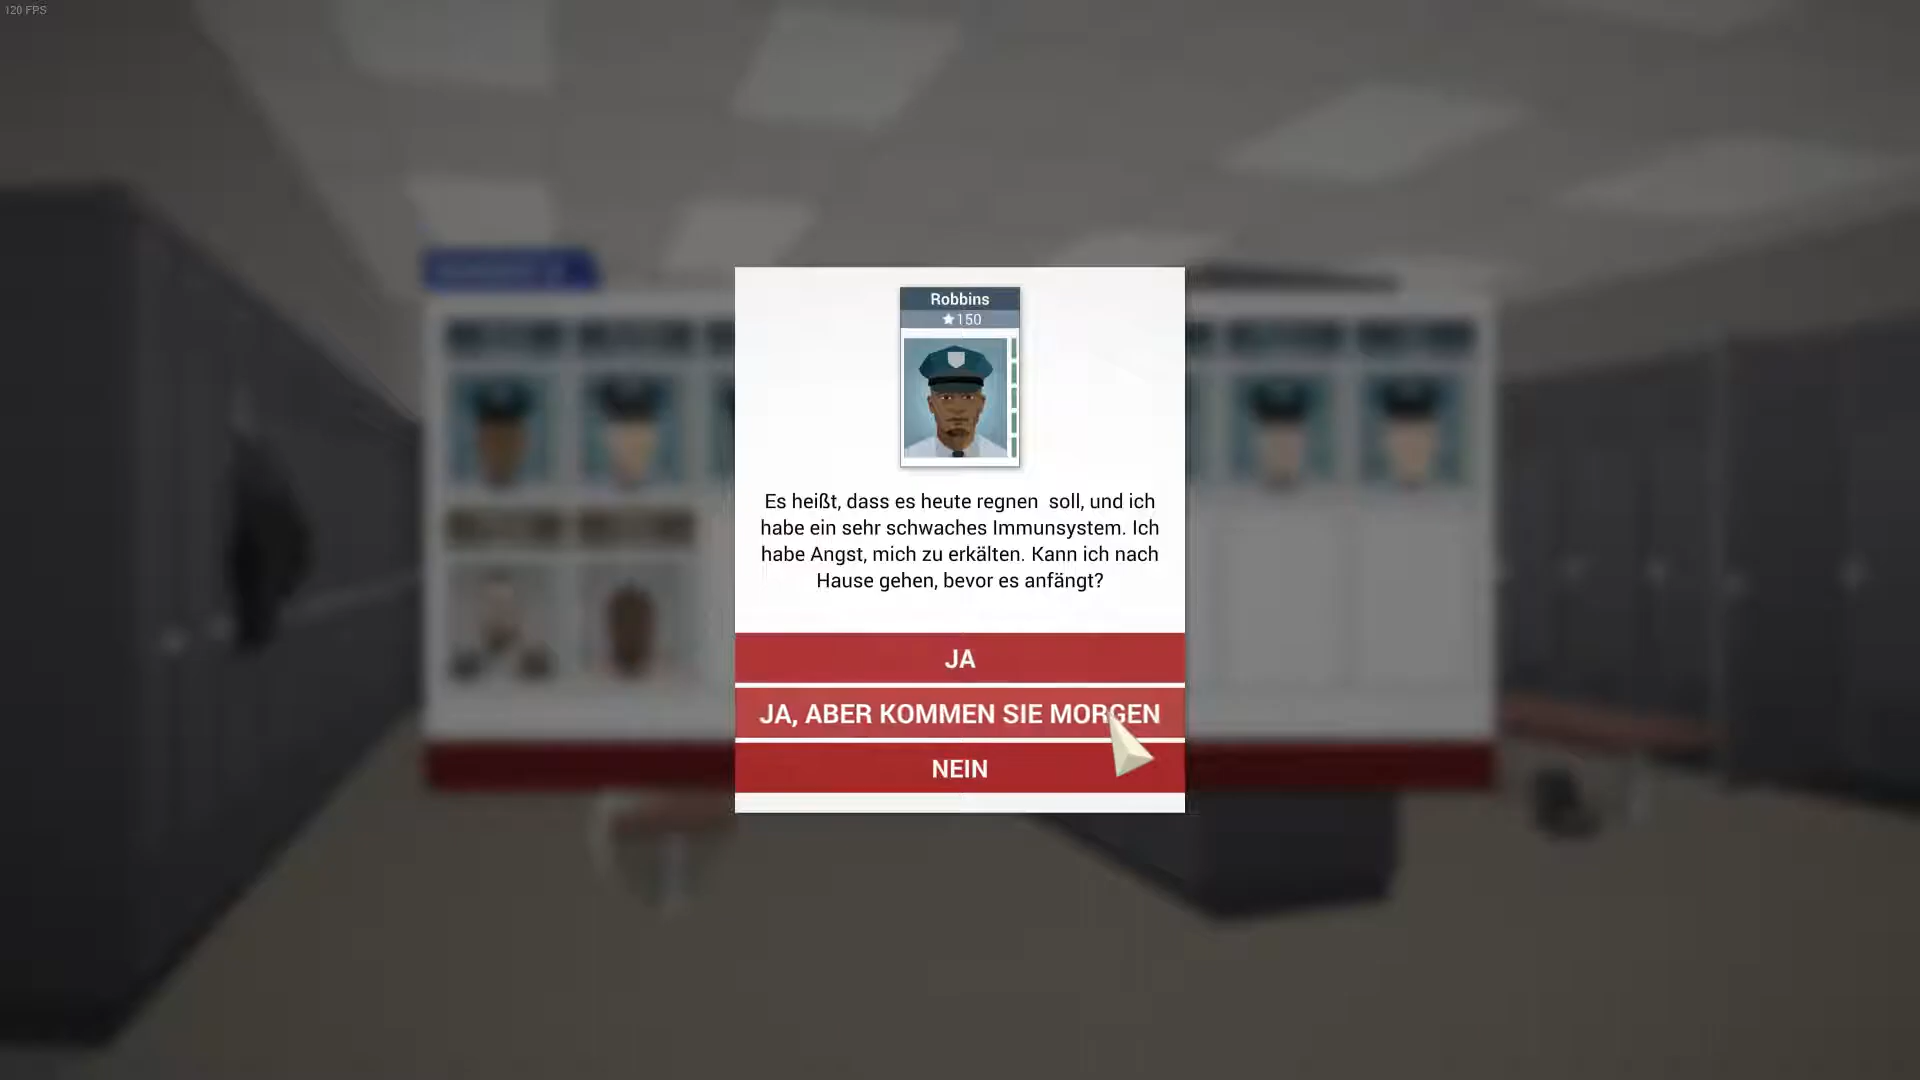 120 FPS
Robbins
★150
Es heißt, dass es heute regnen  soll, und ich
habe ein sehr schwaches Immunsystem. Ich
habe Angst, mich zu erkälten. Kann ich nach
Hause gehen, bevor es anfängt?
JA
JA, ABER KOMMEN SIE MORGEN
NEIN